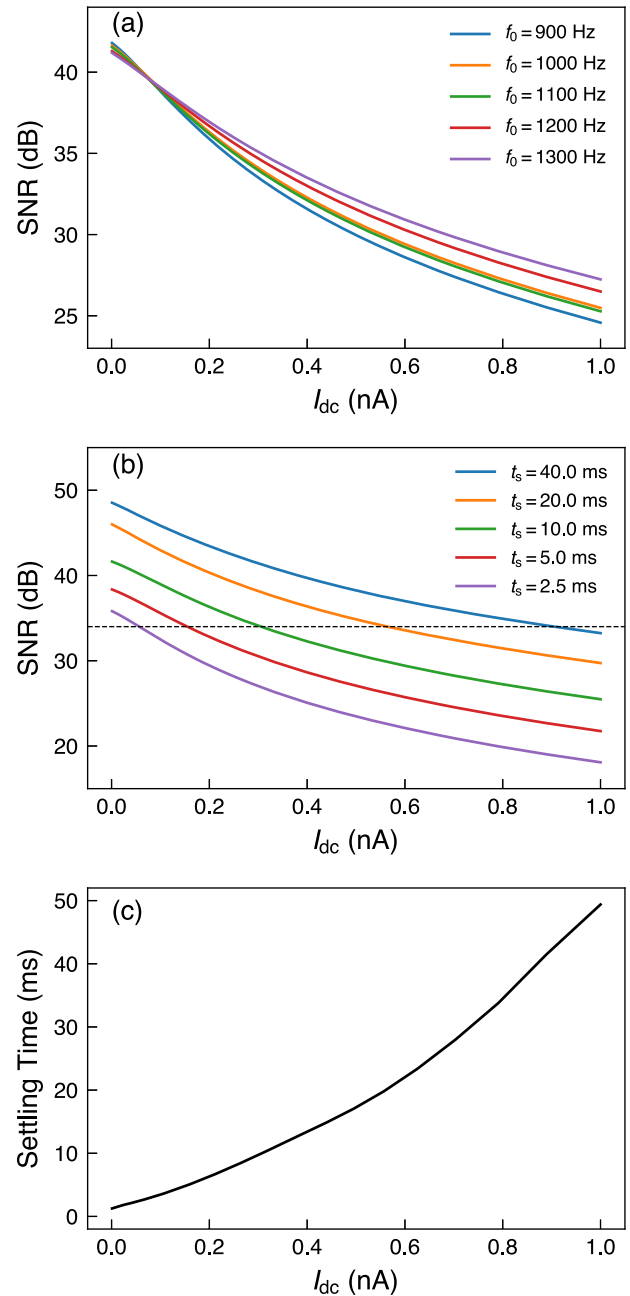 (a)
f₀ = 900 Hz
f₀ = 1000 Hz
f₀ = 1100 Hz
f₀ = 1200 Hz
f₀ = 1300 Hz
SNR (dB)
40
35
30
25
0.0 0.2 0.4 0.6 0.8 1.0
I_dc (nA)
(b)
tₛ = 40.0 ms
tₛ = 20.0 ms
tₛ = 10.0 ms
tₛ = 5.0 ms
tₛ = 2.5 ms
SNR (dB)
50
40
30
20
0.0 0.2 0.4 0.6 0.8 1.0
I_dc (nA)
(c)
Settling Time (ms)
50
40
30
20
10
0
0.0 0.2 0.4 0.6 0.8 1.0
I_dc (nA)